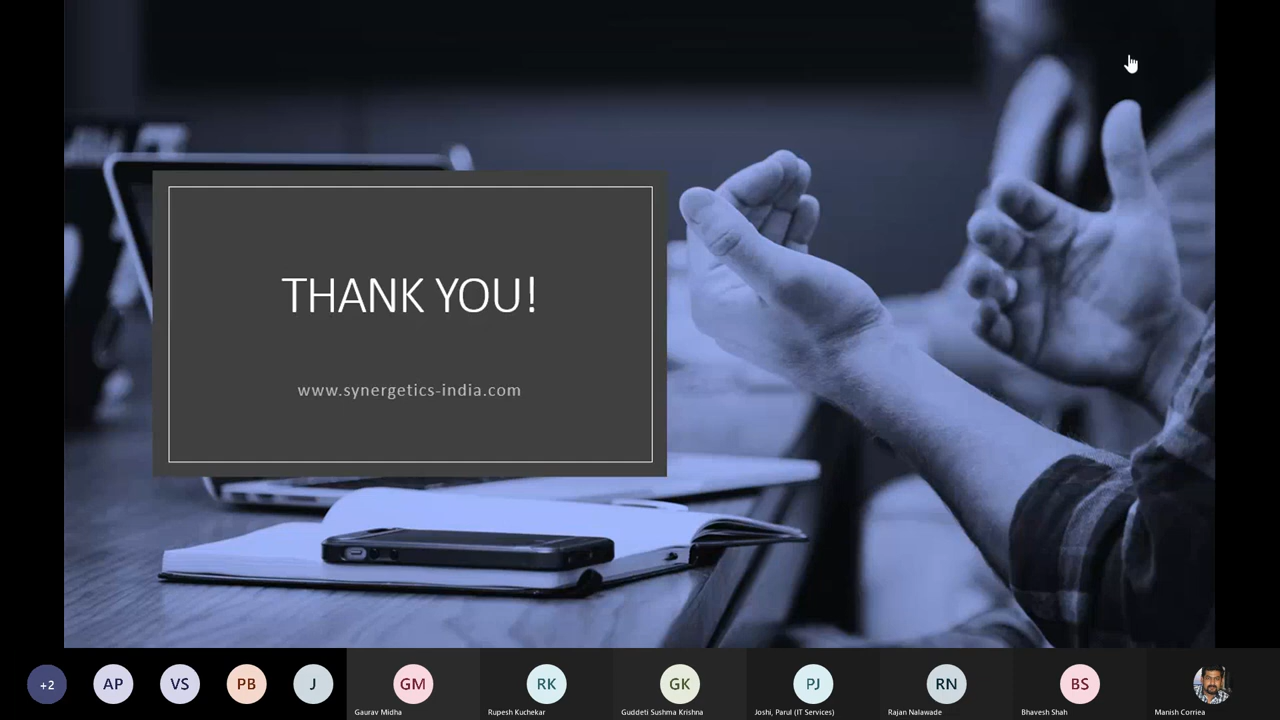 THANK YOU!
www.synergetics-india.com
+2
AP
VS
PB
J
GM
RK
GK
PJ
RN
BS
Gaurav Midha
Rupesh Kuchekar
Guddeti Sushma Krishna
Joshi, Parul (IT Services)
Rajan Nalawade
Bhavesh Shah
Manish Corriea